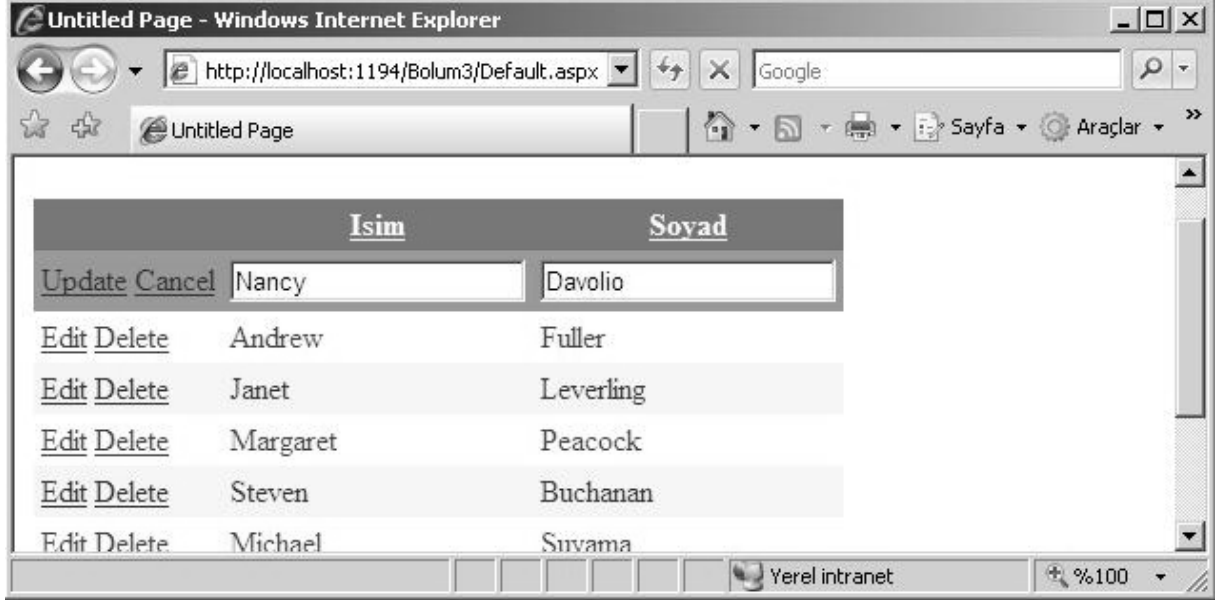 Untitled Page - Windows Internet Explorer
http://localhost:1194/Bolum3/Default.aspx Google
Untitled Page Sayfa Araçlar »
Isim Soyad
Update Cancel Nancy Davolio
Edit Delete Andrew Fuller
Edit Delete Janet Leverling
Edit Delete Margaret Peacock
Edit Delete Steven Buchanan
Edit Delete Michael Suyama
Yerel intranet %100